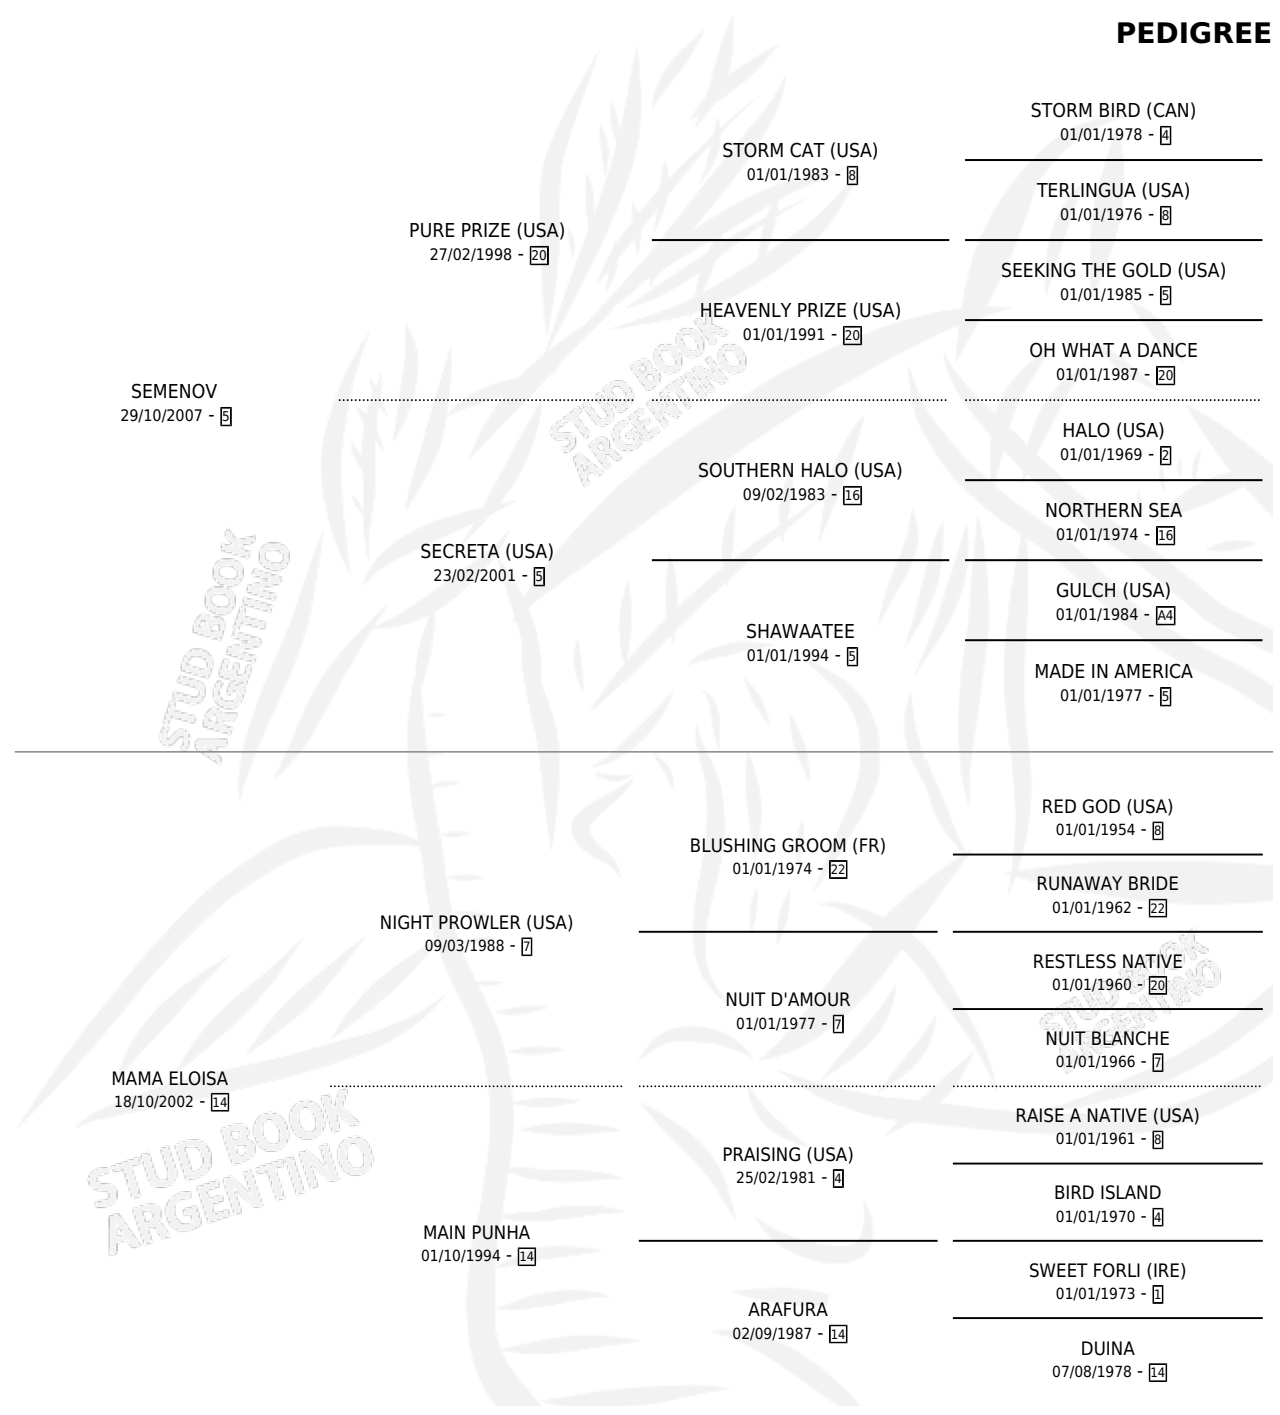 PEDIGREE
STORM BIRD (CAN)
01/01/1978 - 4
STORM CAT (USA)
01/01/1983 - 8
TERLINGUA (USA)
01/01/1976 - 8
PURE PRIZE (USA)
27/02/1998 - 20
SEEKING THE GOLD (USA)
01/01/1985 - 5
HEAVENLY PRIZE (USA)
01/01/1991 - 20
OH WHAT A DANCE
01/01/1987 - 20
SEMENOV
29/10/2007 - 5
STUD BOOK
ARGENTINO
HALO (USA)
01/01/1969 - 2
SOUTHERN HALO (USA)
09/02/1983 - 16
NORTHERN SEA
01/01/1974 - 16
SECRETA (USA)
23/02/2001 - 5
GULCH (USA)
01/01/1984 - A4
SHAWAATEE
01/01/1994 - 5
MADE IN AMERICA
01/01/1977 - 5
STUD BOOK
ARGENTINO
RED GOD (USA)
01/01/1954 - 8
BLUSHING GROOM (FR)
01/01/1974 - 22
RUNAWAY BRIDE
01/01/1962 - 22
NIGHT PROWLER (USA)
09/03/1988 - 7
RESTLESS NATIVE
01/01/1960 - 20
NUIT D'AMOUR
01/01/1977 - 7
STUD BOOK
ARGENTINO
NUIT BLANCHE
01/01/1966 - 7
MAMA ELOISA
18/10/2002 - 14
RAISE A NATIVE (USA)
01/01/1961 - 8
PRAISING (USA)
25/02/1981 - 4
BIRD ISLAND
01/01/1970 - 4
STUD BOOK
ARGENTINO
MAIN PUNHA
01/10/1994 - 14
SWEET FORLI (IRE)
01/01/1973 - 1
ARAFURA
02/09/1987 - 14
DUINA
07/08/1978 - 14